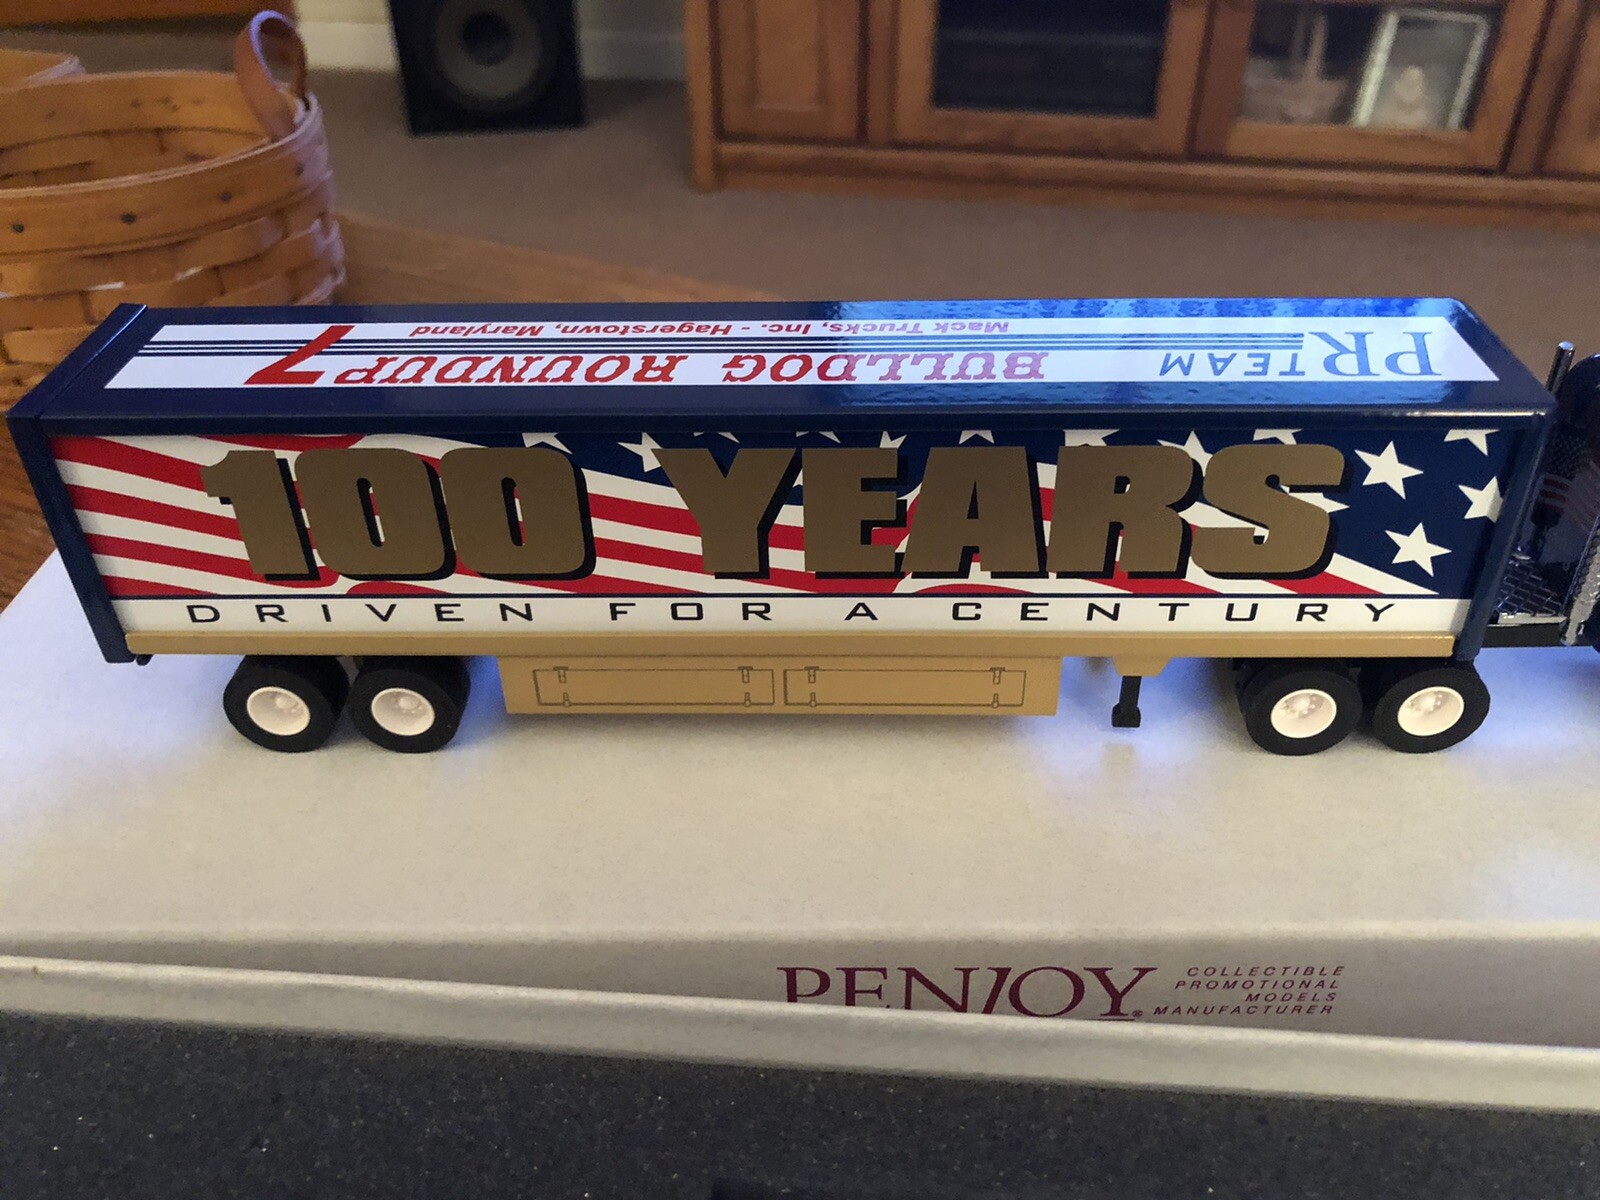 Mack Trucks, Inc. - Hagerstown, Maryland
PR TEAM BULLDOG ROUNDUP 7
100 YEARS
DRIVEN FOR A CENTURY
PENJOY®
COLLECTIBLE
PROMOTIONAL
MODELS
MANUFACTURER